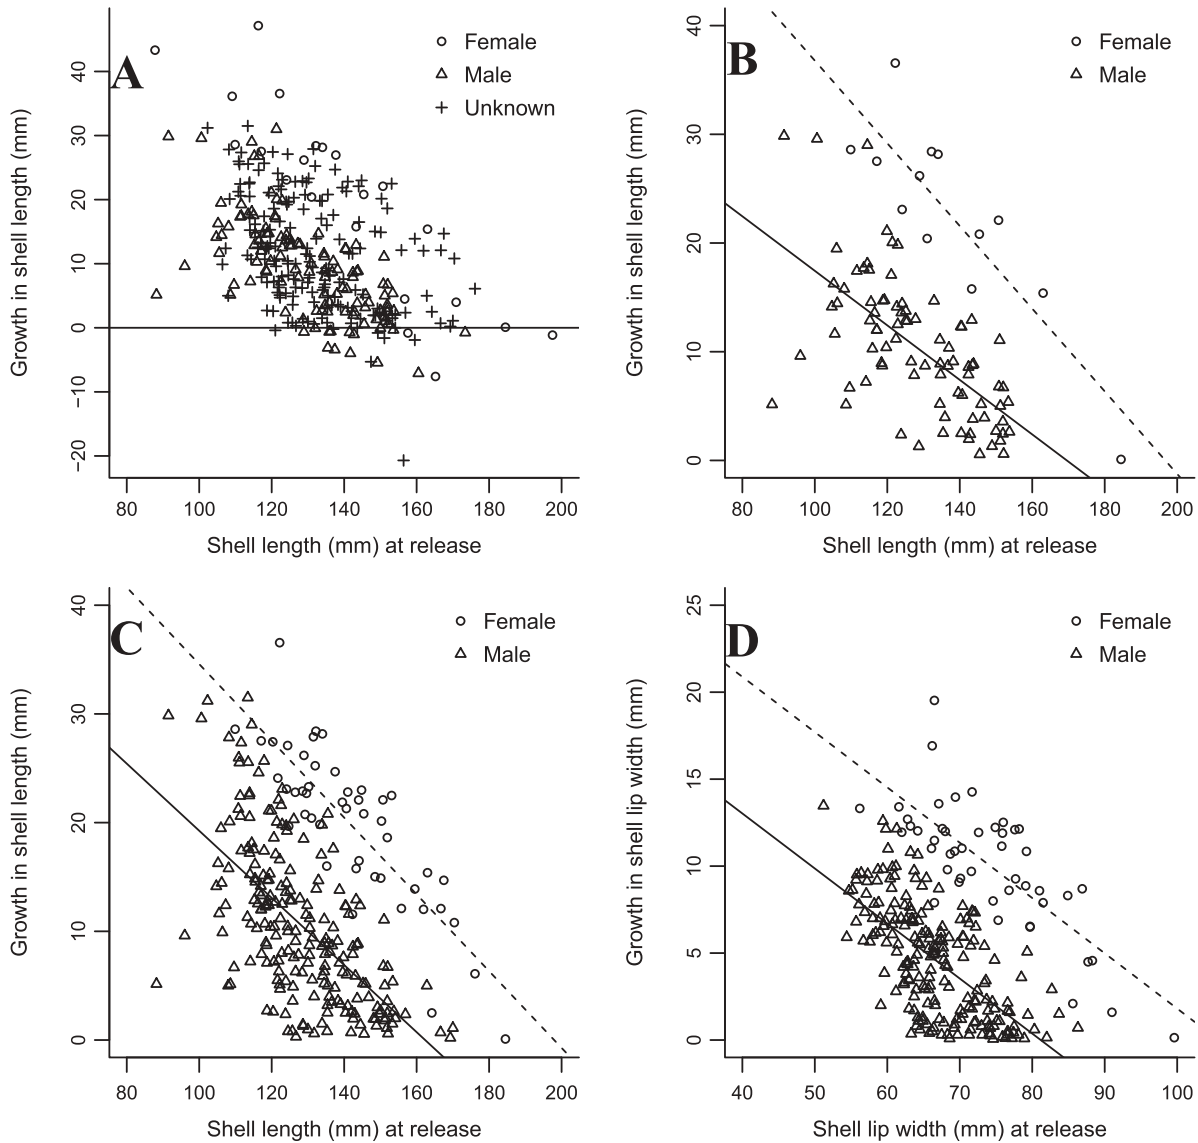 A
Female
Male
Unknown
Growth in shell length (mm)
40
30
20
10
0
−10
−20
80 100 120 140 160 180 200
Shell length (mm) at release
B
Female
Male
Growth in shell length (mm)
40
30
20
10
0
80 100 120 140 160 180 200
Shell length (mm) at release
C
Female
Male
Growth in shell length (mm)
40
30
20
10
0
80 100 120 140 160 180 200
Shell length (mm) at release
D
Female
Male
Growth in shell lip width (mm)
25
20
15
10
5
0
40 50 60 70 80 90 100
Shell lip width (mm) at release